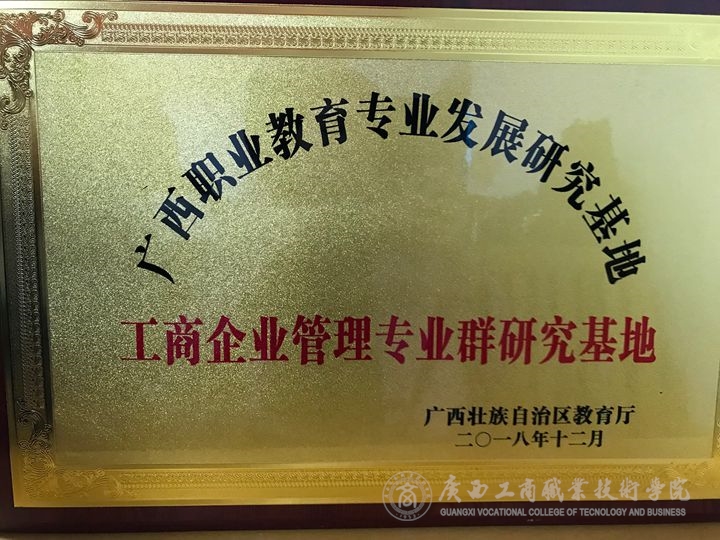 广西职业教育专业发展研究基地
工商企业管理专业群研究基地
广西壮族自治区教育厅
二〇一八年十二月
广西工商職業技術学院
GUANGXI VOCATIONAL COLLEGE OF TECNOLOGY AND BUSINESS